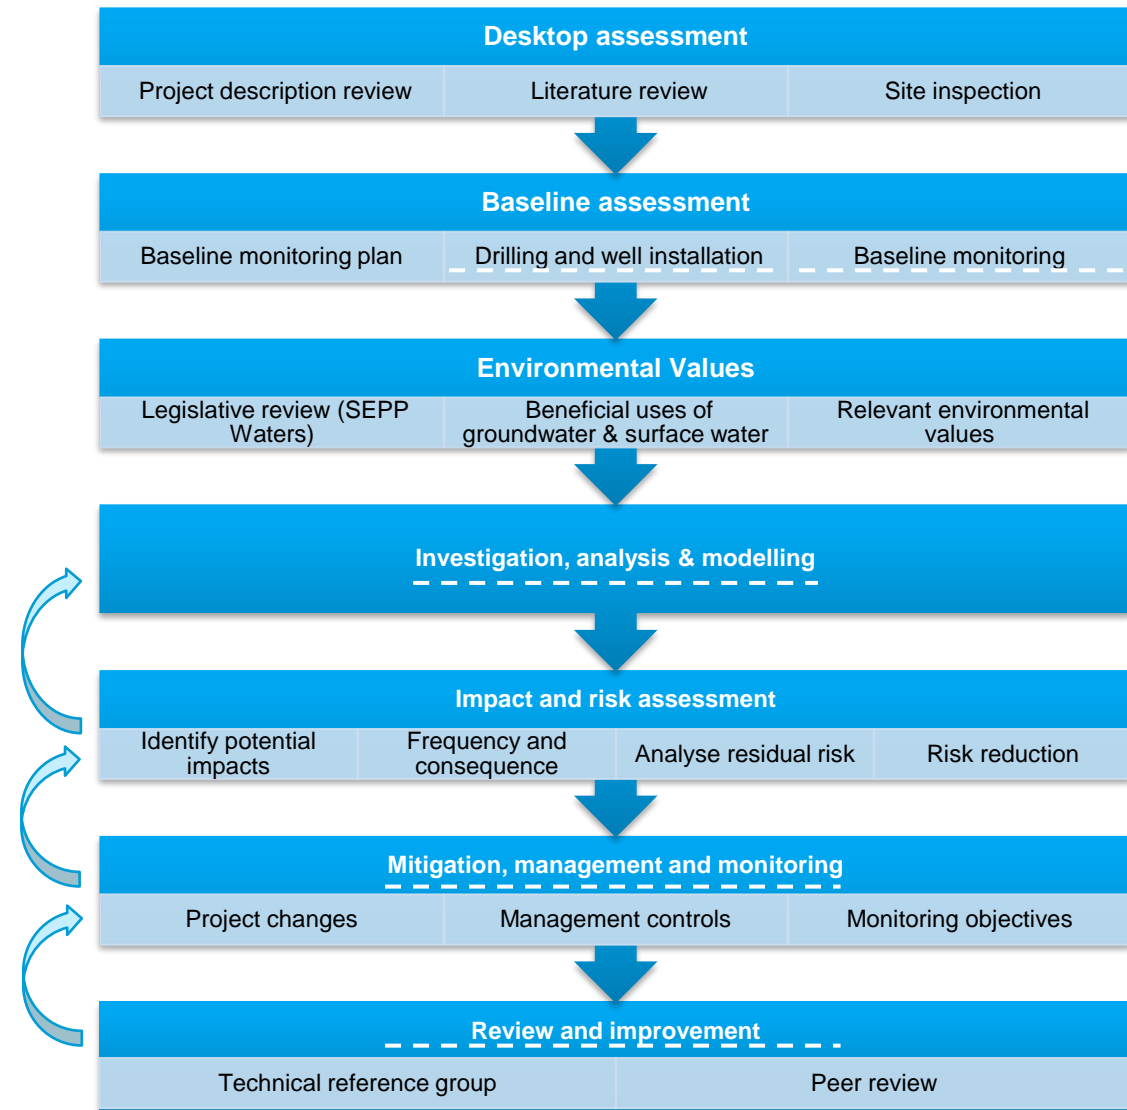 Desktop assessment
Project description review
Literature review
Site inspection
Baseline assessment
Baseline monitoring plan
Drilling and well installation
Baseline monitoring
Environmental Values
Legislative review (SEPP
Waters)
Beneficial uses of
groundwater & surface water
Relevant environmental
values
Investigation, analysis & modelling
Impact and risk assessment
Identify potential
impacts
Frequency and
consequence
Analyse residual risk
Risk reduction
Mitigation, management and monitoring
Project changes
Management controls
Monitoring objectives
Review and improvement
Technical reference group
Peer review